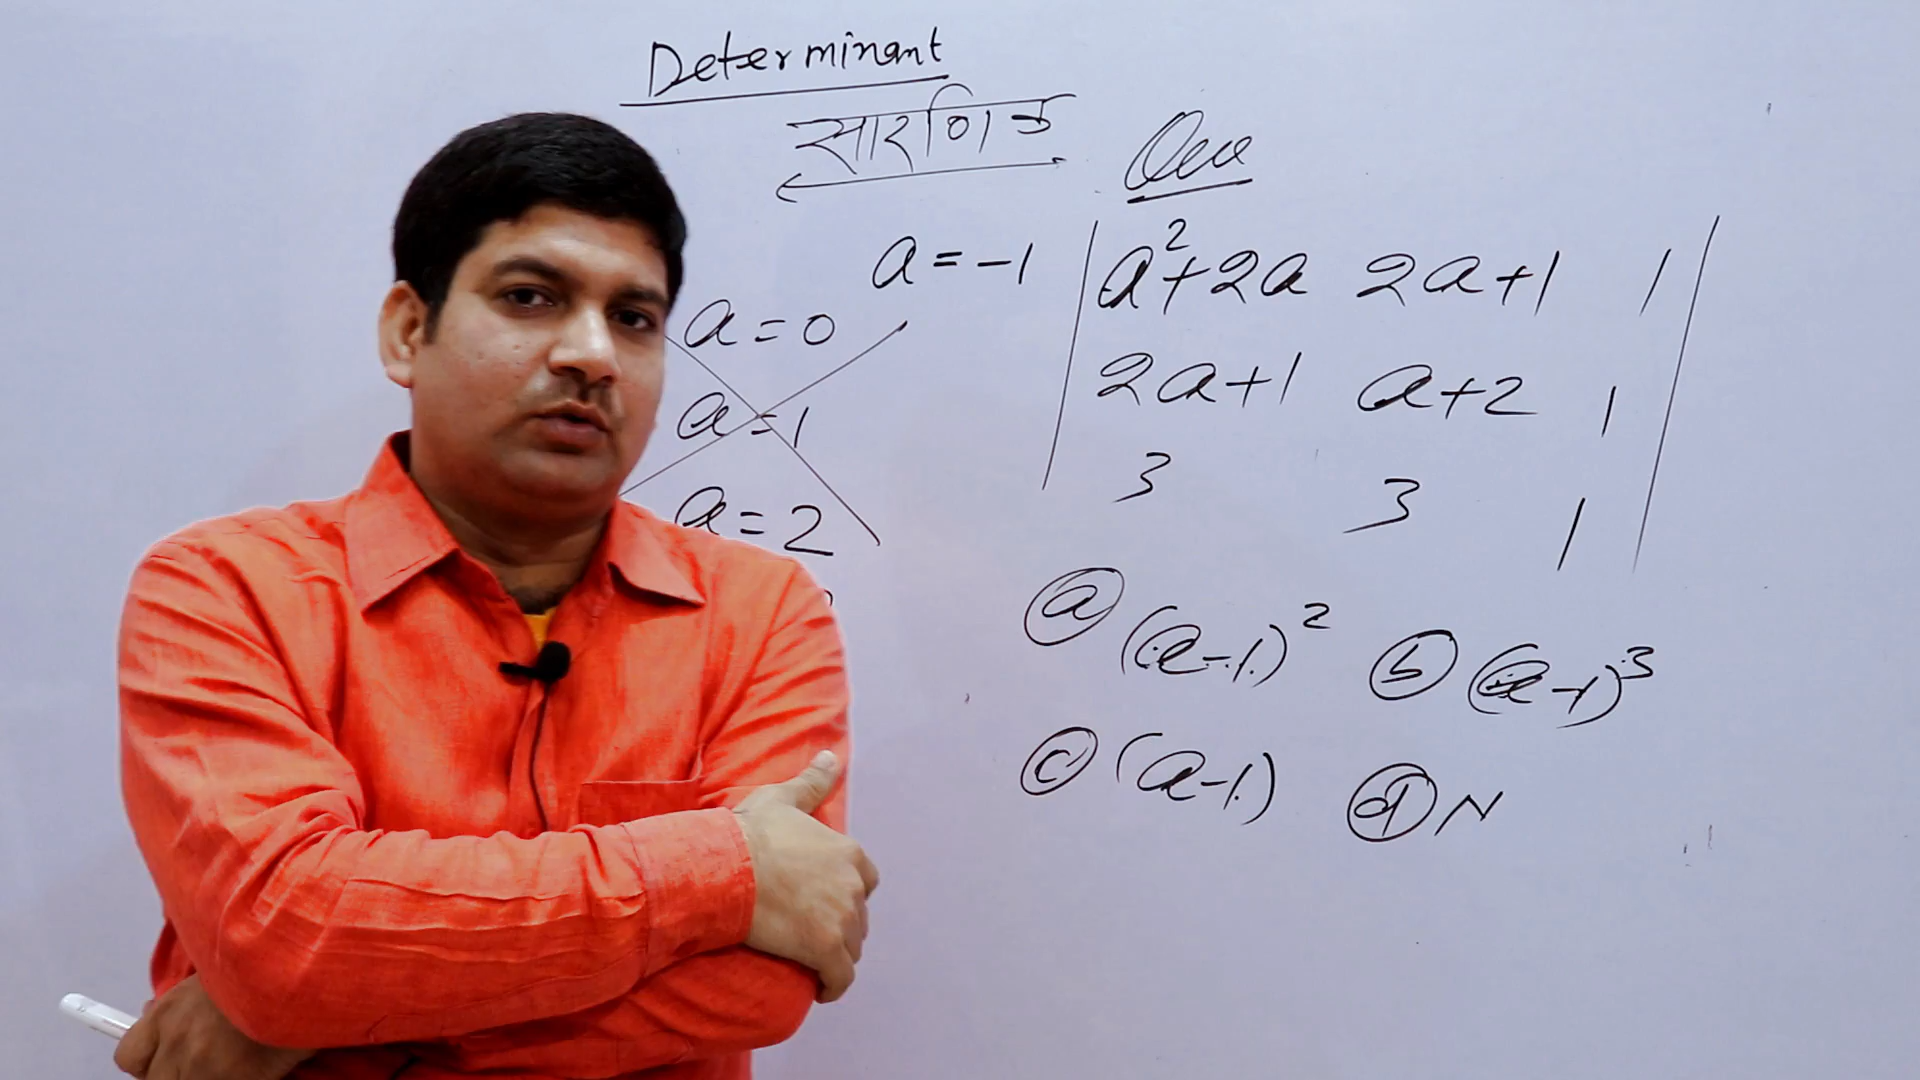 Determinant
सारणिक
Que
a = -1
a = 0
a = 1
a = 2
a²+2a 2a+1 1
2a+1 a+2 1
3 3 1
(a) (a-1)² (b) (a-1)³
(c) (a-1) (d) N